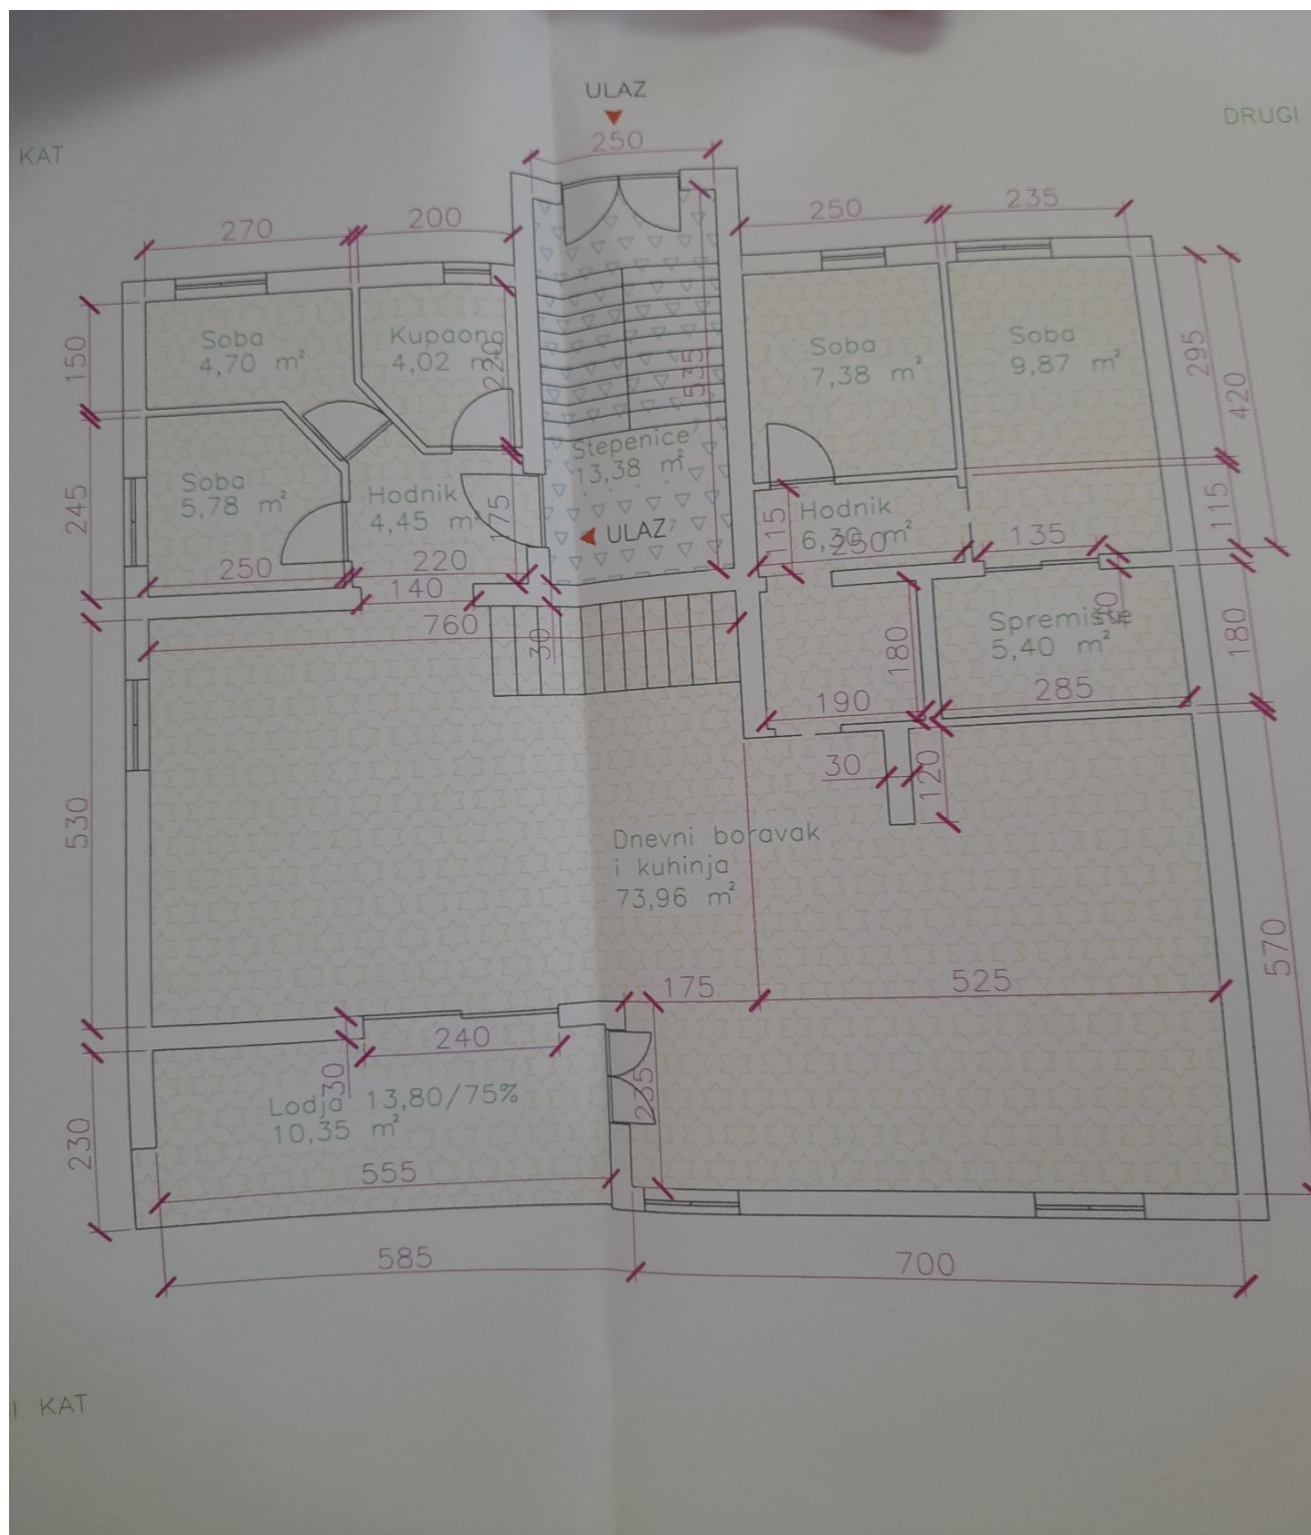 ULAZ
250
DRUGI
KAT
270
200
250
235
Soba
4,70 m²
Kupaona
4,02 m²
220
150
535
Soba
7,38 m²
Soba
9,87 m²
295
420
Stepenice
13,38 m²
Soba
5,78 m²
Hodnik
4,45 m²
175
245
ULAZ
Hodnik
115
250
135
115
250
220
140
760
30
180
Spremište
5,40 m²
180
190
285
30
120
530
Dnevni boravak
i kuhinja
73,96 m²
570
175
525
240
30
235
Lodja 13,80/75%
10,35 m²
230
555
585
700
I KAT